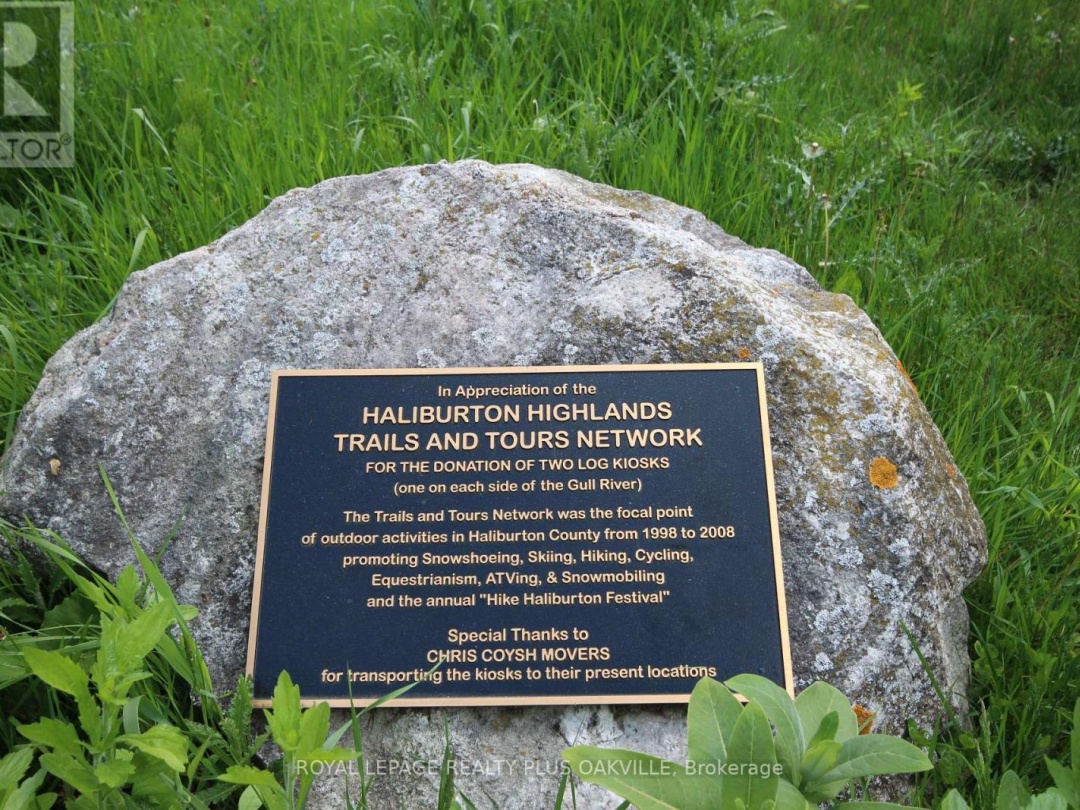 R
LTOR®
In Appreciation of the
HALIBURTON HIGHLANDS
TRAILS AND TOURS NETWORK
FOR THE DONATION OF TWO LOG KIOSKS
(one on each side of the Gull River)
The Trails and Tours Network was the focal point
of outdoor activities in Haliburton County from 1998 to 2008
promoting Snowshoeing, Skiing, Hiking, Cycling,
Equestrianism, ATVing, & Snowmobiling
and the annual "Hike Haliburton Festival"
Special Thanks to
CHRIS COYSH MOVERS
for transporting the kiosks to their present locations
ROYAL LEPAGE REALTY PLUS OAKVILLE, Brokerage